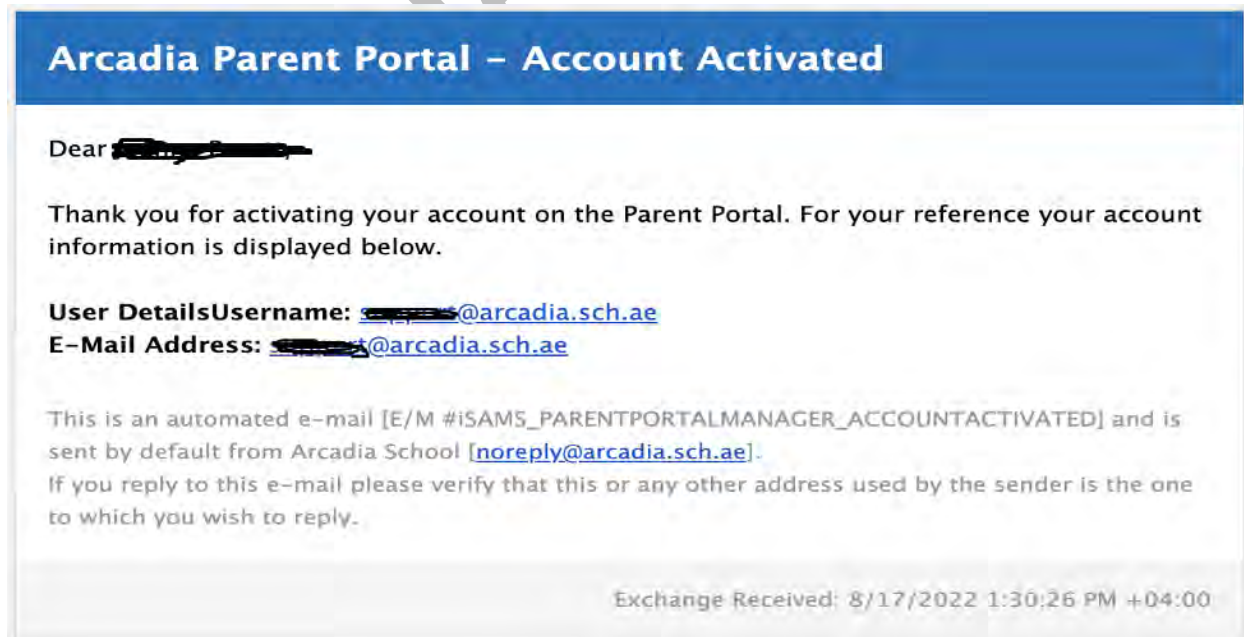 Arcadia Parent Portal – Account Activated
Dear
Thank you for activating your account on the Parent Portal. For your reference your account
information is displayed below.
User DetailsUsername: @arcadia.sch.ae
E-Mail Address: @arcadia.sch.ae
This is an automated e-mail [E/M #iSAMS_PARENTPORTALMANAGER_ACCOUNTACTIVATED] and is
sent by default from Arcadia School [noreply@arcadia.sch.ae].
If you reply to this e-mail please verify that this or any other address used by the sender is the one
to which you wish to reply.
Exchange Received: 8/17/2022 1:30:26 PM +04:00